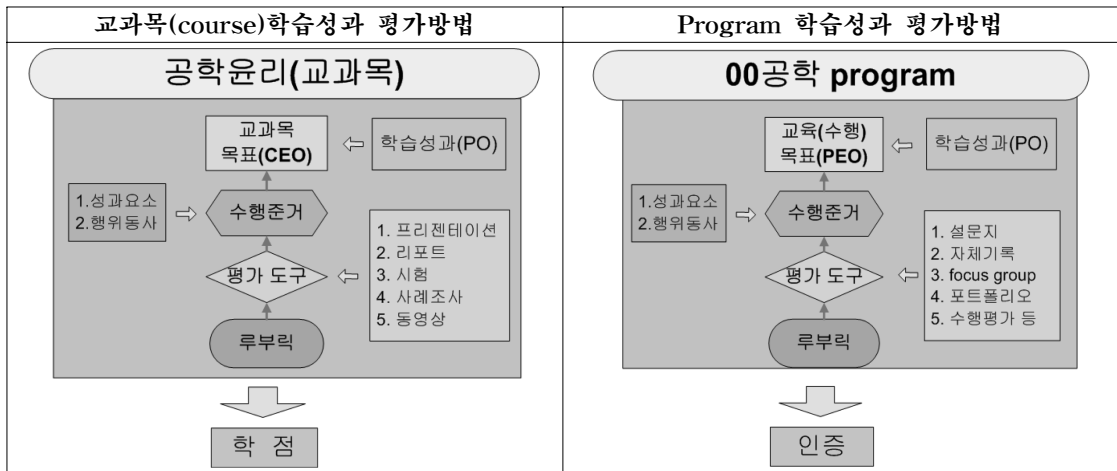 교과목(course)학습성과 평가방법
공학윤리(교과목)
교과목
목표(CEO)
학습성과(PO)
1.성과요소
2.행위동사
수행준거
1. 프리젠테이션
2. 리포트
3. 시험
4. 사례조사
5. 동영상
평가 도구
루부릭
학 점
Program 학습성과 평가방법
00공학 program
교육(수행)
목표(PEO)
학습성과(PO)
1.성과요소
2.행위동사
수행준거
1. 설문지
2. 자체기록
3. focus group
4. 포트폴리오
5. 수행평가 등
평가 도구
루부릭
인증